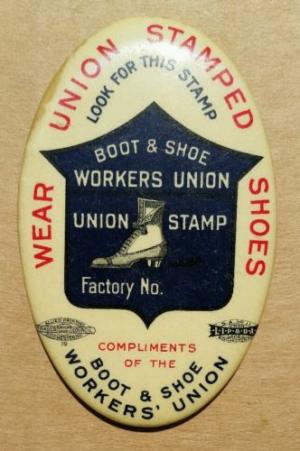 WEAR UNION STAMPED SHOES
LOOK FOR THIS STAMP
BOOT & SHOE
WORKERS UNION
UNION STAMP
Factory No.
COMPLIMENTS
OF THE
BOOT & SHOE
WORKERS' UNION